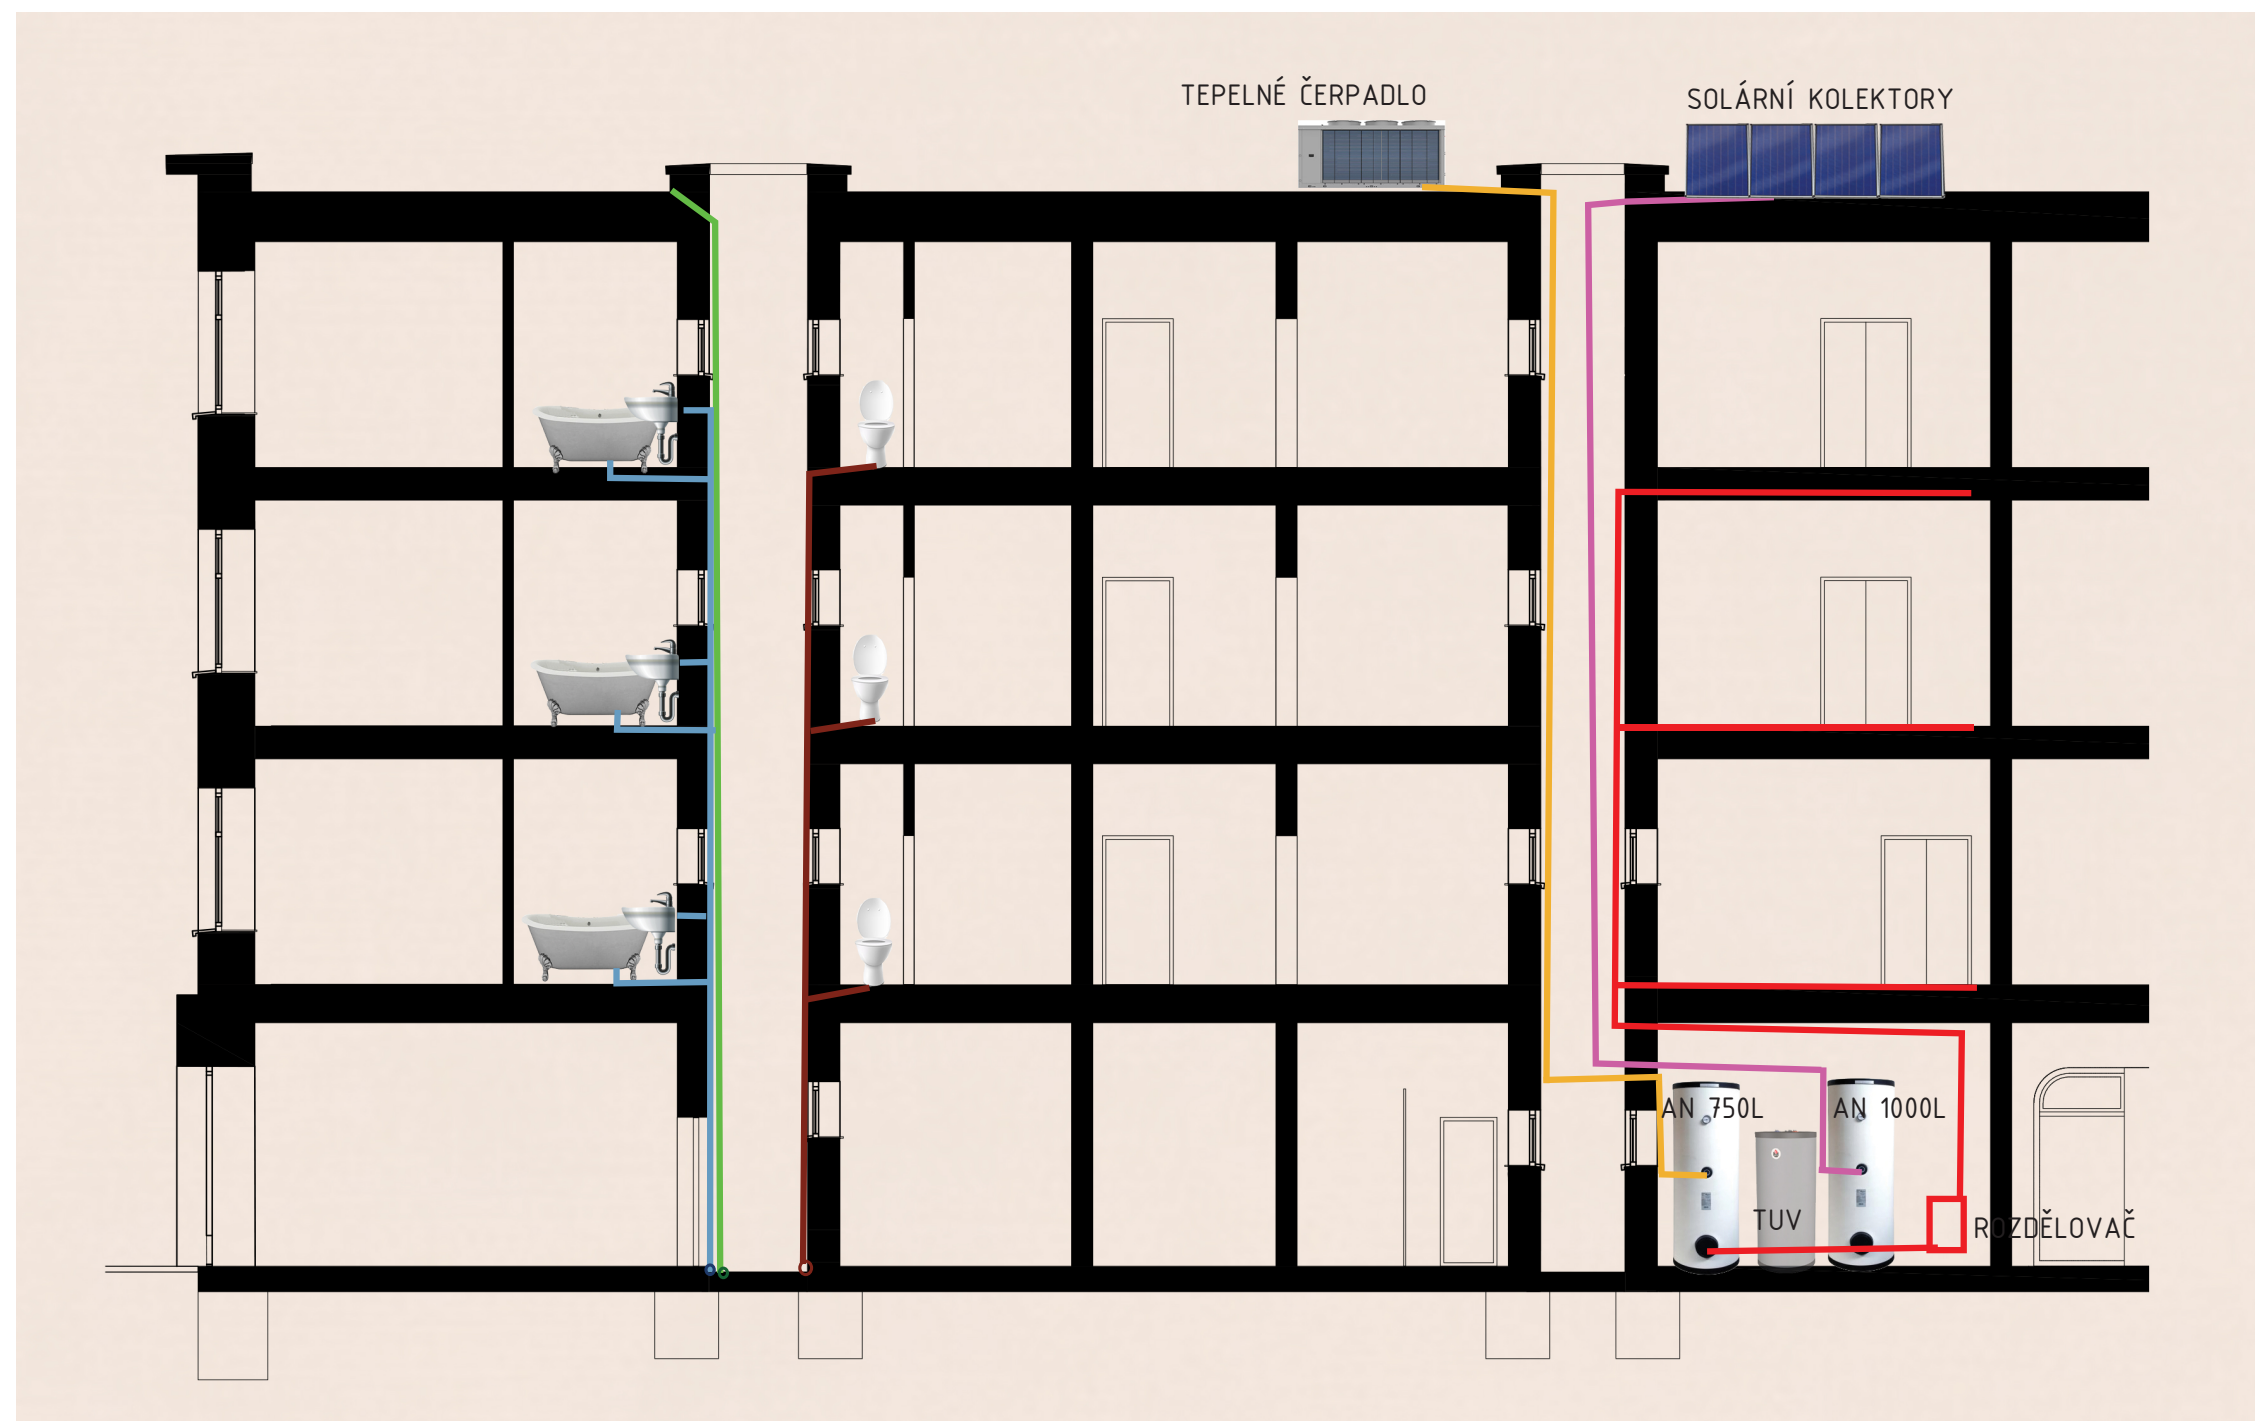 TEPELNÉ ČERPADLO
SOLÁRNÍ KOLEKTORY
AN 750L
AN 1000L
TUV
ROZDĚLOVAČ